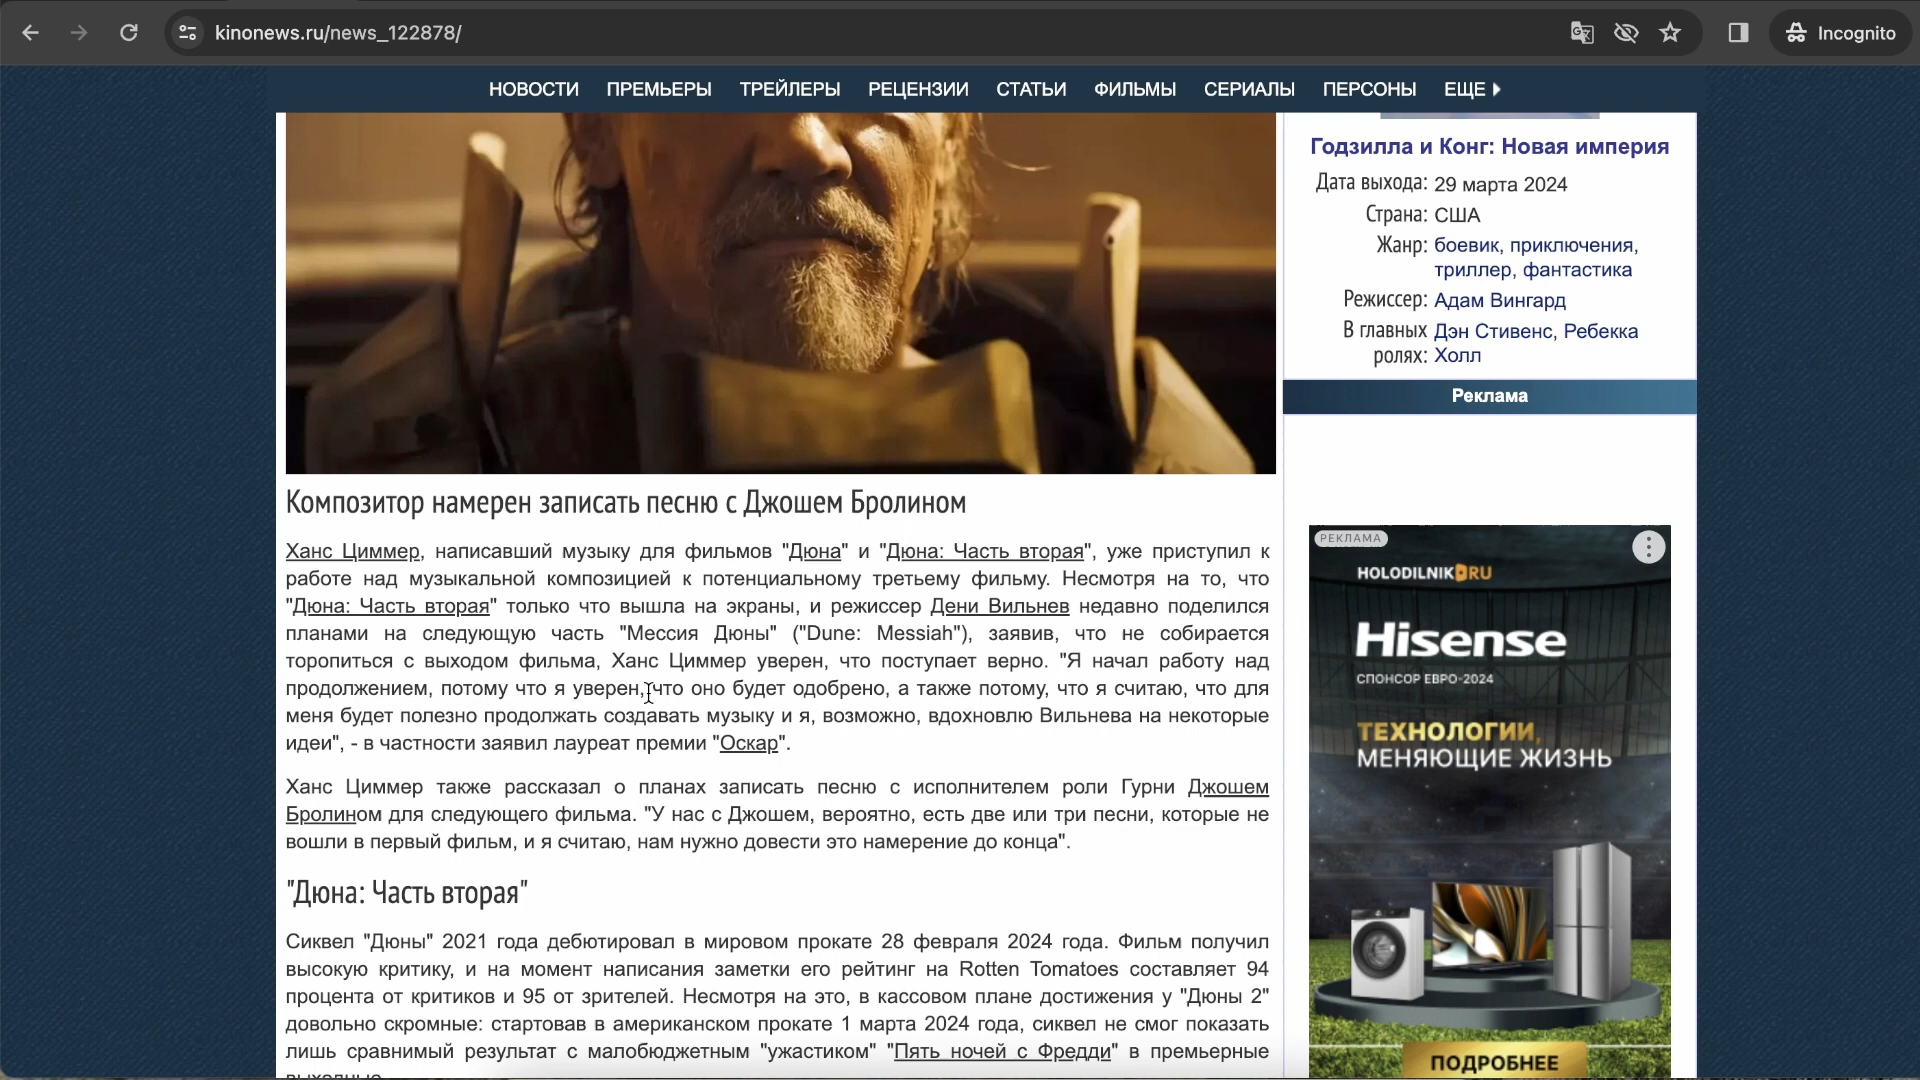 kinonews.ru/news_122878/
Incognito
НОВОСТИ ПРЕМЬЕРЫ ТРЕЙЛЕРЫ РЕЦЕНЗИИ СТАТЬИ ФИЛЬМЫ СЕРИАЛЫ ПЕРСОНЫ ЕЩЕ
Композитор намерен записать песню с Джошем Бролином
Ханс Циммер, написавший музыку для фильмов "Дюна" и "Дюна: Часть вторая", уже приступил к
работе над музыкальной композицией к потенциальному третьему фильму. Несмотря на то, что
"Дюна: Часть вторая" только что вышла на экраны, и режиссер Дени Вильнев недавно поделился
планами на следующую часть "Мессия Дюны" ("Dune: Messiah"), заявив, что не собирается
торопиться с выходом фильма, Ханс Циммер уверен, что поступает верно. "Я начал работу над
продолжением, потому что я уверен, что оно будет одобрено, а также потому, что я считаю, что для
меня будет полезно продолжать создавать музыку и я, возможно, вдохновлю Вильнева на некоторые
идеи", - в частности заявил лауреат премии "Оскар".
Ханс Циммер также рассказал о планах записать песню с исполнителем роли Гурни Джошем
Бролином для следующего фильма. "У нас с Джошем, вероятно, есть две или три песни, которые не
вошли в первый фильм, и я считаю, нам нужно довести это намерение до конца".
"Дюна: Часть вторая"
Сиквел "Дюны" 2021 года дебютировал в мировом прокате 28 февраля 2024 года. Фильм получил
высокую критику, и на момент написания заметки его рейтинг на Rotten Tomatoes составляет 94
процента от критиков и 95 от зрителей. Несмотря на это, в кассовом плане достижения у "Дюны 2"
довольно скромные: стартовав в американском прокате 1 марта 2024 года, сиквел не смог показать
лишь сравнимый результат с малобюджетным "ужастиком" "Пять ночей с Фредди" в премьерные
Годзилла и Конг: Новая империя
Дата выхода: 29 марта 2024
Страна: США
Жанр: боевик, приключения,
триллер, фантастика
Режиссер: Адам Вингард
В главных Дэн Стивенс, Ребекка
ролях: Холл
Реклама
РЕКЛАМА
HOLODILNIK.RU
Hisense
СПОНСОР ЕВРО-2024
ТЕХНОЛОГИИ,
МЕНЯЮЩИЕ ЖИЗНЬ
ПОДРОБНЕЕ